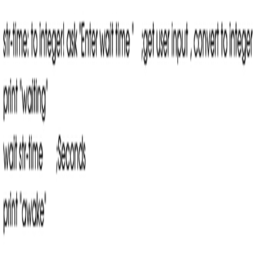 str-time: to integer! ask "Enter wait time " ;get user input , convert to integer
print "waiting"
wait str-time ;Seconds
print "awake"